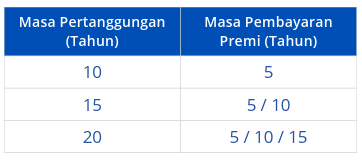 Masa Pertanggungan (Tahun)
Masa Pembayaran Premi (Tahun)
10 5
15 5 / 10
20 5 / 10 / 15